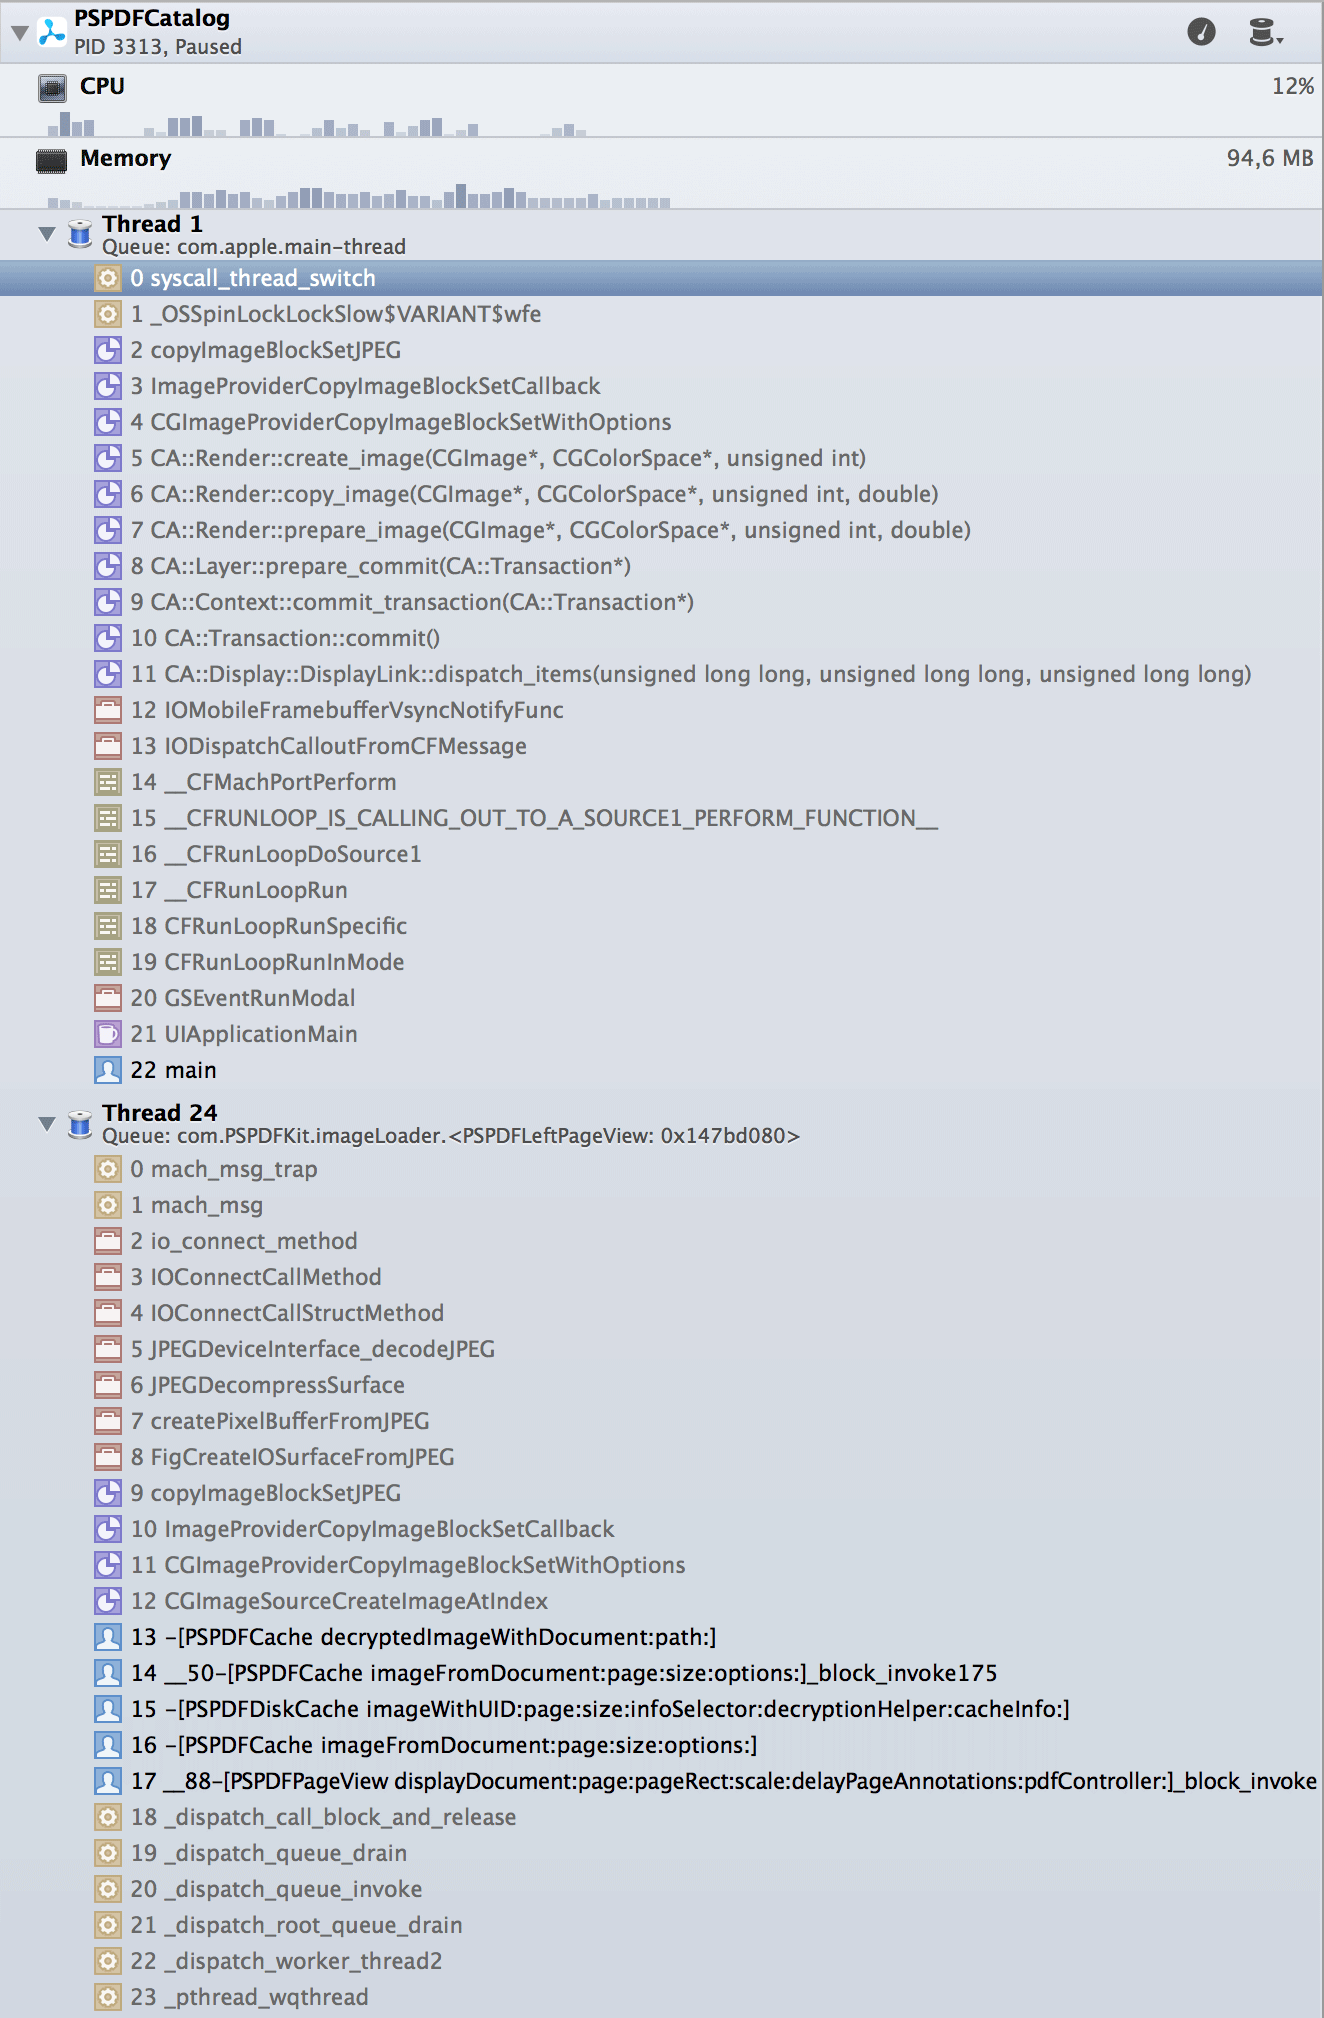 PSPDFCatalog
PID 3313, Paused
CPU 12%
Memory 94,6 MB
Thread 1
Queue: com.apple.main-thread
0 syscall_thread_switch
1 _OSSpinLockLockSlow$VARIANT$wfe
2 copyImageBlockSetJPEG
3 ImageProviderCopyImageBlockSetCallback
4 CGImageProviderCopyImageBlockSetWithOptions
5 CA::Render::create_image(CGImage*, CGColorSpace*, unsigned int)
6 CA::Render::copy_image(CGImage*, CGColorSpace*, unsigned int, double)
7 CA::Render::prepare_image(CGImage*, CGColorSpace*, unsigned int, double)
8 CA::Layer::prepare_commit(CA::Transaction*)
9 CA::Context::commit_transaction(CA::Transaction*)
10 CA::Transaction::commit()
11 CA::Display::DisplayLink::dispatch_items(unsigned long long, unsigned long long, unsigned long long)
12 IOMobileFramebufferVsyncNotifyFunc
13 IODispatchCalloutFromCFMessage
14 __CFMachPortPerform
15 __CFRUNLOOP_IS_CALLING_OUT_TO_A_SOURCE1_PERFORM_FUNCTION__
16 __CFRunLoopDoSource1
17 __CFRunLoopRun
18 CFRunLoopRunSpecific
19 CFRunLoopRunInMode
20 GSEventRunModal
21 UIApplicationMain
22 main
Thread 24
Queue: com.PSPDFKit.imageLoader.<PSPDFLeftPageView: 0x147bd080>
0 mach_msg_trap
1 mach_msg
2 io_connect_method
3 IOConnectCallMethod
4 IOConnectCallStructMethod
5 JPEGDeviceInterface_decodeJPEG
6 JPEGDecompressSurface
7 createPixelBufferFromJPEG
8 FigCreateIOSurfaceFromJPEG
9 copyImageBlockSetJPEG
10 ImageProviderCopyImageBlockSetCallback
11 CGImageProviderCopyImageBlockSetWithOptions
12 CGImageSourceCreateImageAtIndex
13 -[PSPDFCache decryptedImageWithDocument:path:]
14 __50-[PSPDFCache imageFromDocument:page:size:options:]_block_invoke175
15 -[PSPDFDiskCache imageWithUID:page:size:infoSelector:decryptionHelper:cacheInfo:]
16 -[PSPDFCache imageFromDocument:page:size:options:]
17 __88-[PSPDFPageView displayDocument:page:pageRect:scale:delayPageAnnotations:pdfController:]_block_invoke
18 _dispatch_call_block_and_release
19 _dispatch_queue_drain
20 _dispatch_queue_invoke
21 _dispatch_root_queue_drain
22 _dispatch_worker_thread2
23 _pthread_wqthread